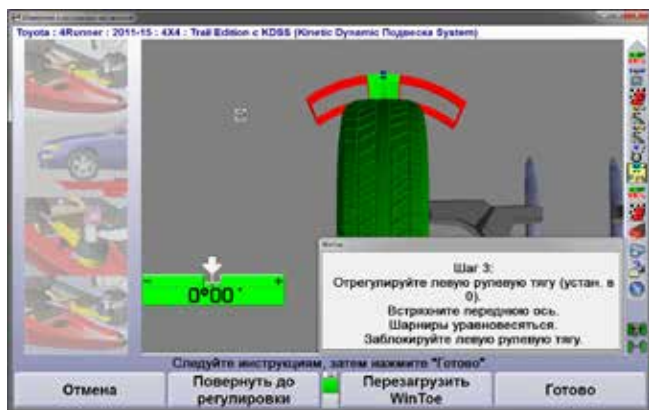 Toyota : 4Runner : 2011-15 : 4X4 : Trail Edition с KDSS (Kinetic Dynamic Подвеска System)
- +
0°00'
WinToe
Шаг 3:
Отрегулируйте левую рулевую тягу (устан. в
0).
Встряхните переднюю ось.
Шарниры уравновесяться.
Заблокируйте левую рулевую тягу.
Следуйте инструкциям, затем нажмите "Готово"
Отмена
Повернуть до
регулировки
Перезагрузить
WinToe
Готово